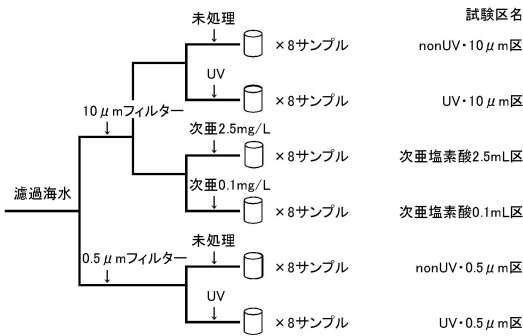 試験区名
未処理
×8サンプル
nonUV・10μm区
UV
×8サンプル
UV・10μm区
10μmフィルター
次亜2.5mg/L
×8サンプル
次亜塩素酸2.5mL区
次亜0.1mg/L
×8サンプル
次亜塩素酸0.1mL区
濾過海水
未処理
×8サンプル
nonUV・0.5μm区
0.5μmフィルター
UV
×8サンプル
UV・0.5μm区